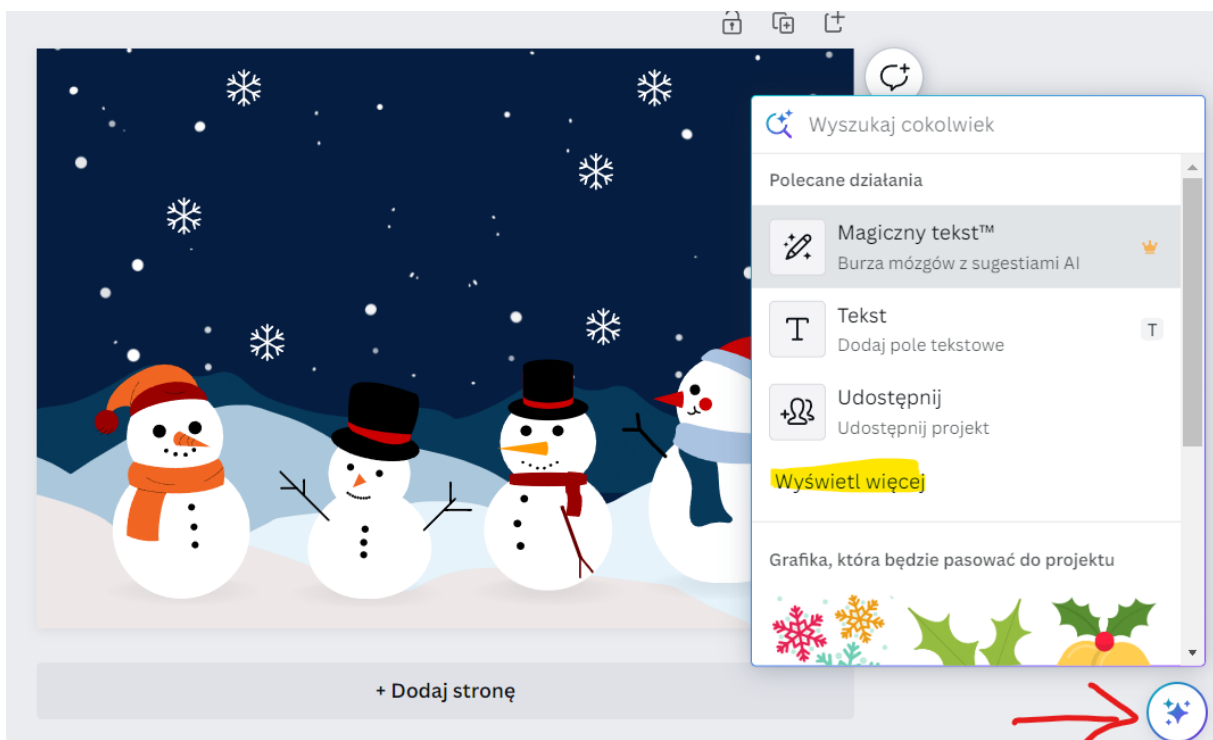 Wyszukaj cokolwiek
Polecane działania
Magiczny tekst™
Burza mózgów z sugestiami AI
Tekst
T
Dodaj pole tekstowe
Udostępnij
Udostępnij projekt
Wyświetl więcej
Grafika, która będzie pasować do projektu
+ Dodaj stronę